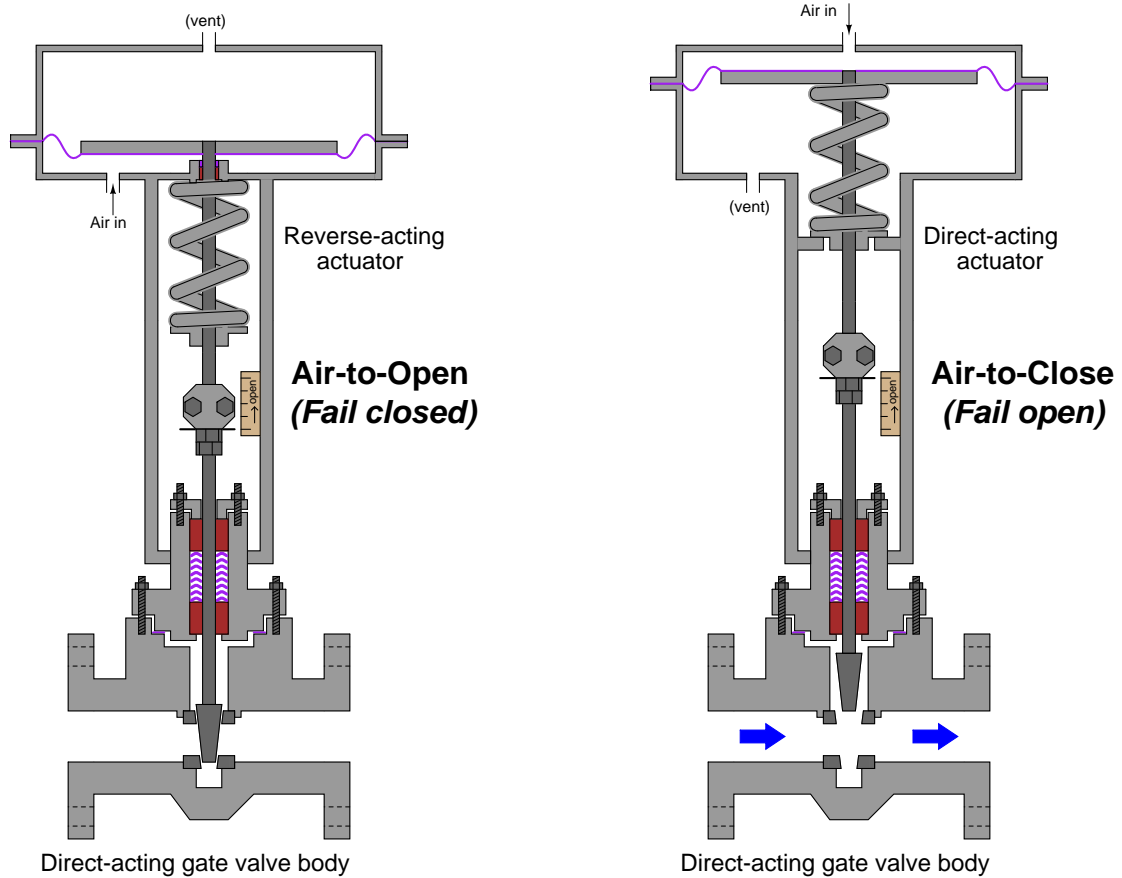 (vent)
Air in
Reverse-acting
actuator
Air-to-Open
(Fail closed)
open
Direct-acting gate valve body
Air in
(vent)
Direct-acting
actuator
Air-to-Close
(Fail open)
open
Direct-acting gate valve body